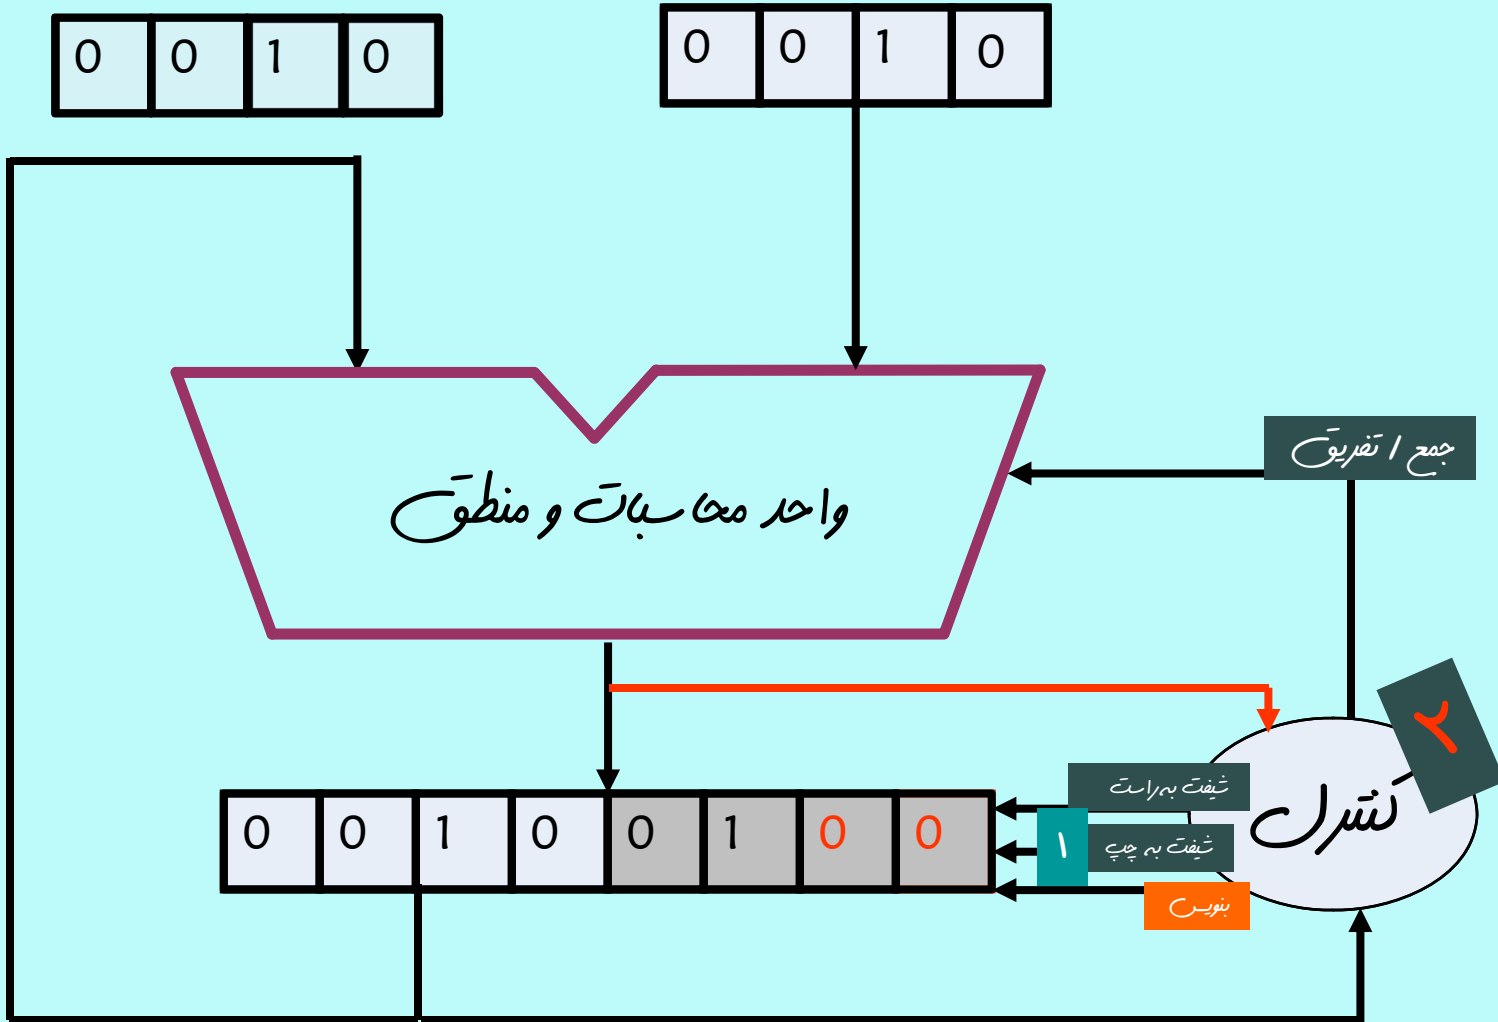 0 0 1 0
0 0 1 0
جمع / تفریق
واحد محاسبات و منطق
۲
کنترل
شیفت به راست
0 0 1 0 0 1 0 0
۱
شیفت به چپ
بنویس